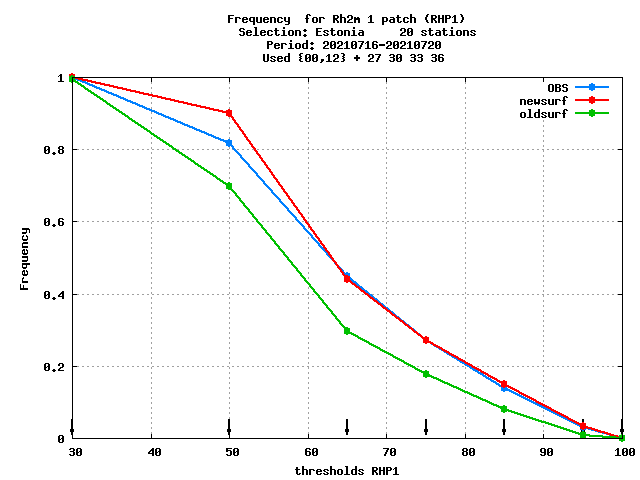 Frequency  for Rh2m 1 patch (RHP1)
Selection: Estonia     20 stations
Period: 20210716-20210720
Used {00,12} + 27 30 33 36
OBS
newsurf
oldsurf
1
0.8
0.6
0.4
0.2
0
Frequency
30 40 50 60 70 80 90 100
thresholds RHP1